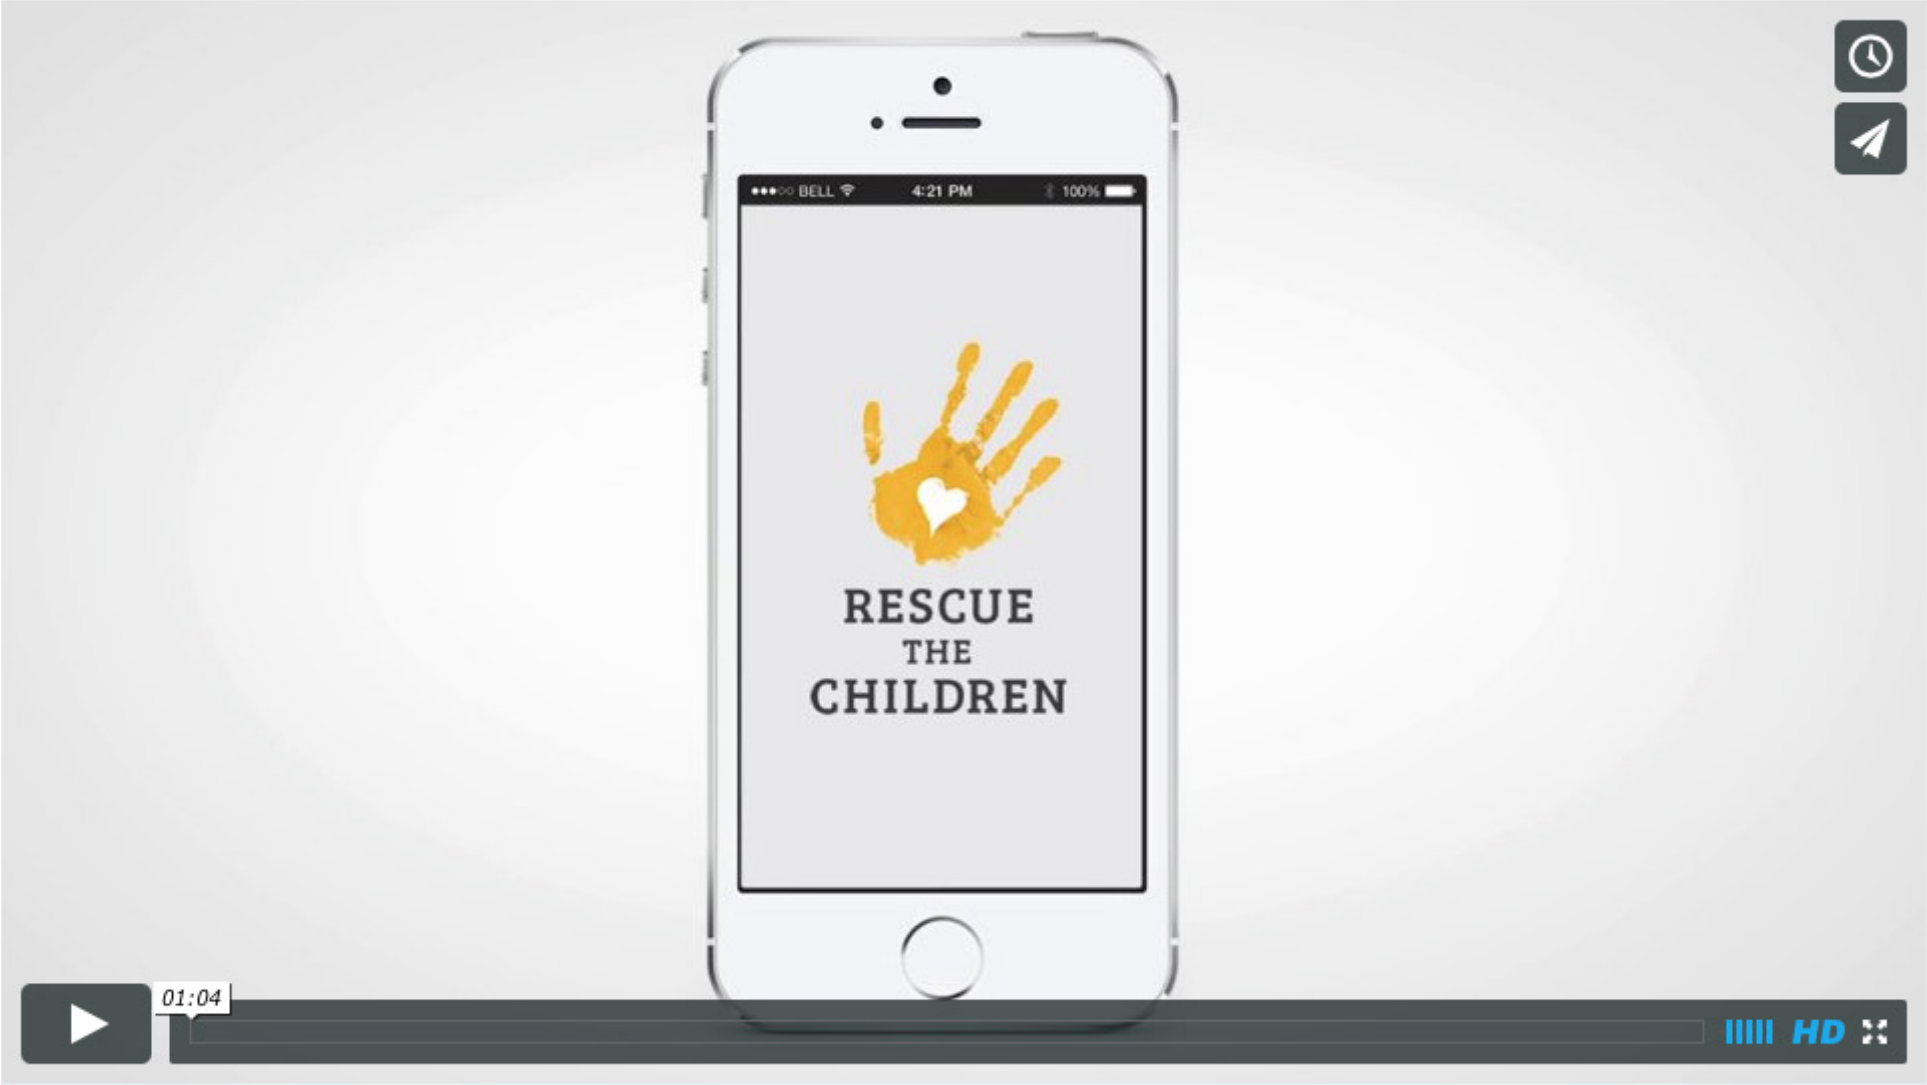 BELL 4:21 PM 100%
RESCUE
THE
CHILDREN
01:04
HD